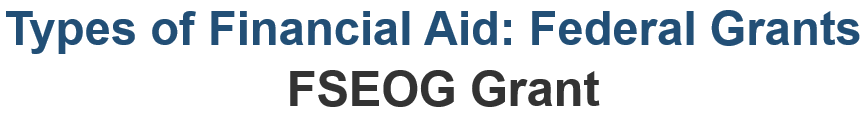 Types of Financial Aid: Federal Grants
FSEOG Grant